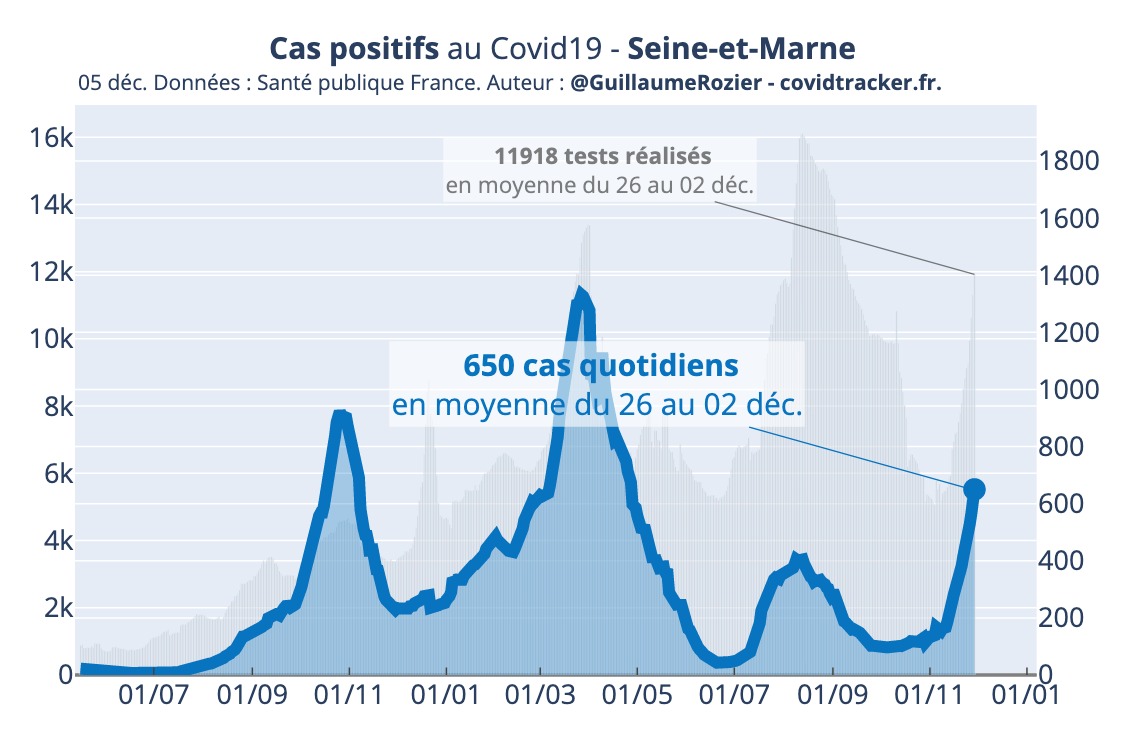 Cas positifs au Covid19 - Seine-et-Marne
05 déc. Données : Santé publique France. Auteur : @GuillaumeRozier - covidtracker.fr.
16k
14k
12k
10k
8k
6k
4k
2k
0
1800
1600
1400
1200
1000
800
600
400
200
0
11918 tests réalisés
en moyenne du 26 au 02 déc.
650 cas quotidiens
en moyenne du 26 au 02 déc.
01/07 01/09 01/11 01/01 01/03 01/05 01/07 01/09 01/11 01/01